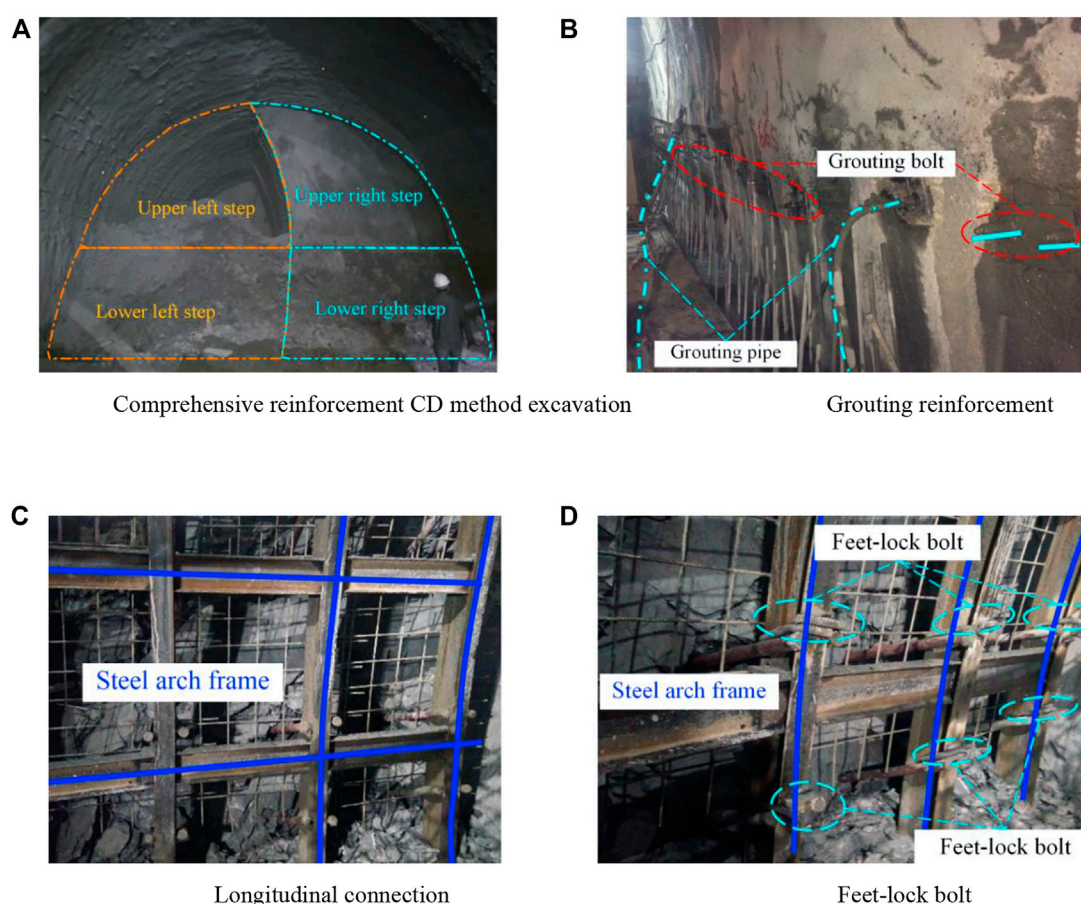 A
B
Upper left step
Upper right step
Lower left step
Lower right step
Grouting bolt
Grouting pipe
Comprehensive reinforcement CD method excavation
Grouting reinforcement
C
D
Steel arch frame
Feet-lock bolt
Steel arch frame
Feet-lock bolt
Longitudinal connection
Feet-lock bolt